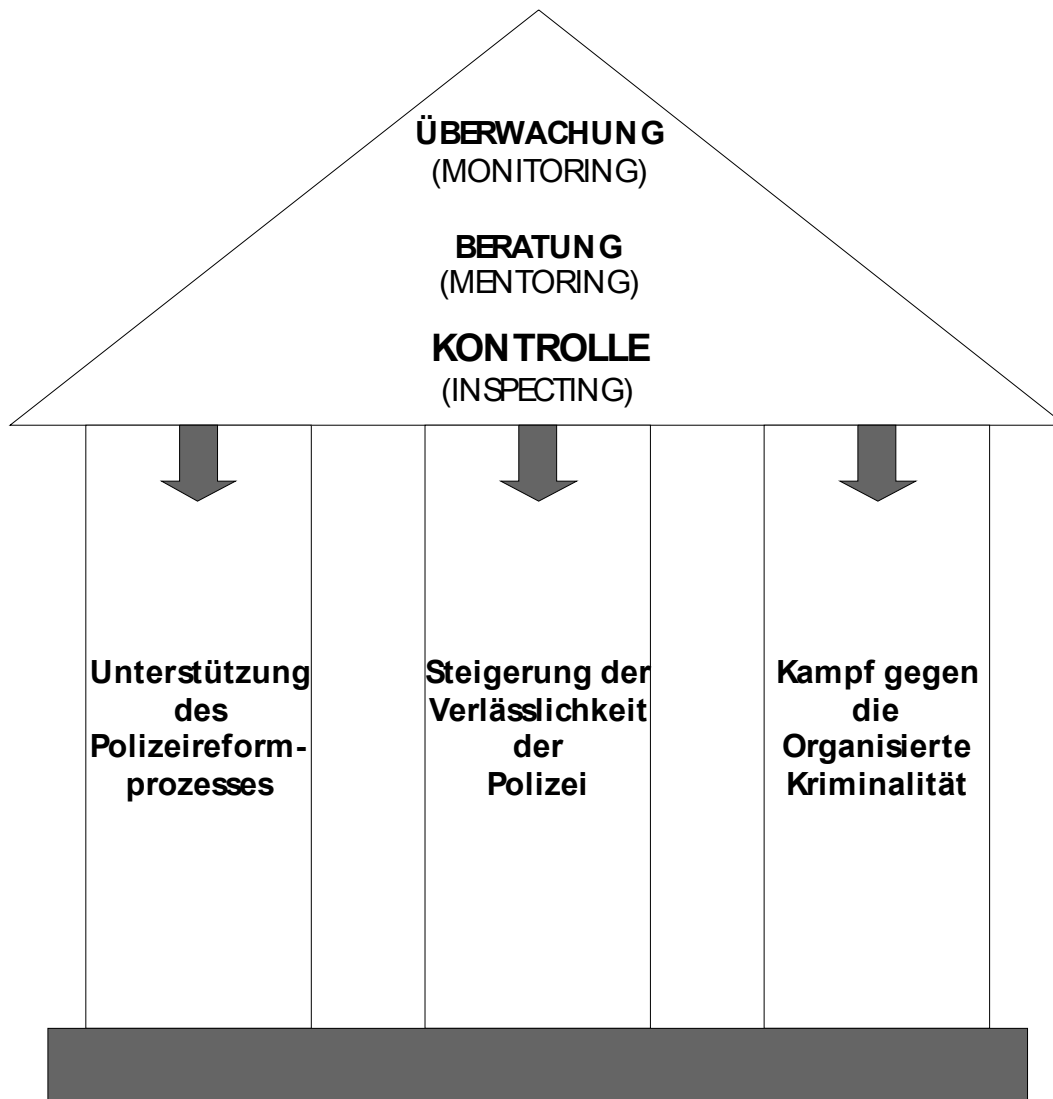 ÜBERWACHUNG
(MONITORING)
BERATUNG
(MENTORING)
KONTROLLE
(INSPECTING)
Unterstützung
des
Polizeireform-
prozesses
Steigerung der
Verlässlichkeit
der
Polizei
Kampf gegen
die
Organisierte
Kriminalität